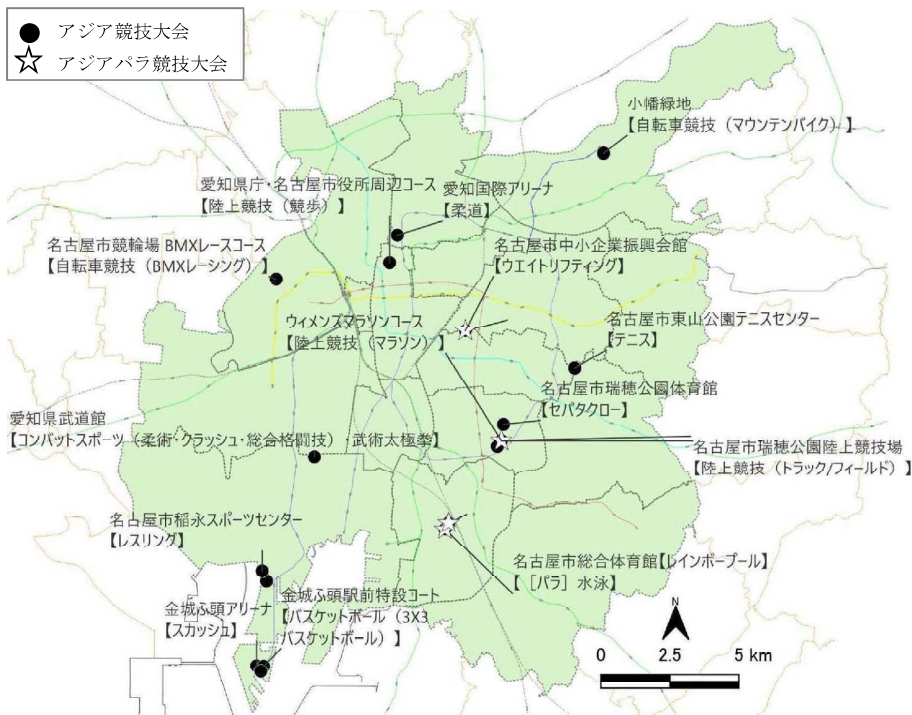 アジア競技大会
アジアパラ競技大会
小幡緑地
【自転車競技（マウンテンバイク）】
愛知県庁・名古屋市役所周辺コース
【陸上競技（競歩）】
愛知国際アリーナ
【柔道】
名古屋市競輪場 BMXレースコース
【自転車競技（BMXレーシング）】
名古屋市中小企業振興会館
【ウエイトリフティング】
ウィメンズマラソンコース
【陸上競技（マラソン）】
名古屋市東山公園テニスセンター
【テニス】
名古屋市瑞穂公園体育館
【セパタクロー】
愛知県武道館
【コンバットスポーツ（柔術・クラッシュ・総合格闘技）・武術太極拳】
名古屋市瑞穂公園陸上競技場
【陸上競技（トラック/フィールド）】
名古屋市稲永スポーツセンター
【レスリング】
名古屋市総合体育館【レインボープール】
【［パラ］水泳】
金城ふ頭アリーナ
【スカッシュ】
金城ふ頭駅前特設コート
【バスケットボール（3X3
バスケットボール）】
N
0 2.5 5 km